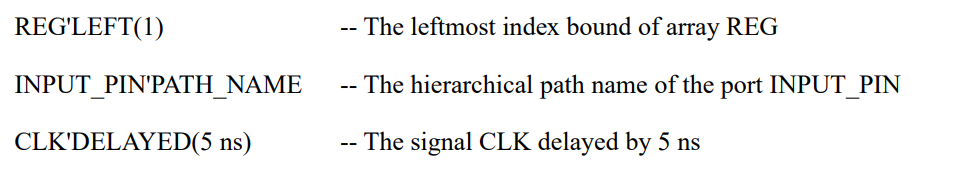 REG'LEFT(1) -- The leftmost index bound of array REG
INPUT_PIN'PATH_NAME -- The hierarchical path name of the port INPUT_PIN
CLK'DELAYED(5 ns) -- The signal CLK delayed by 5 ns